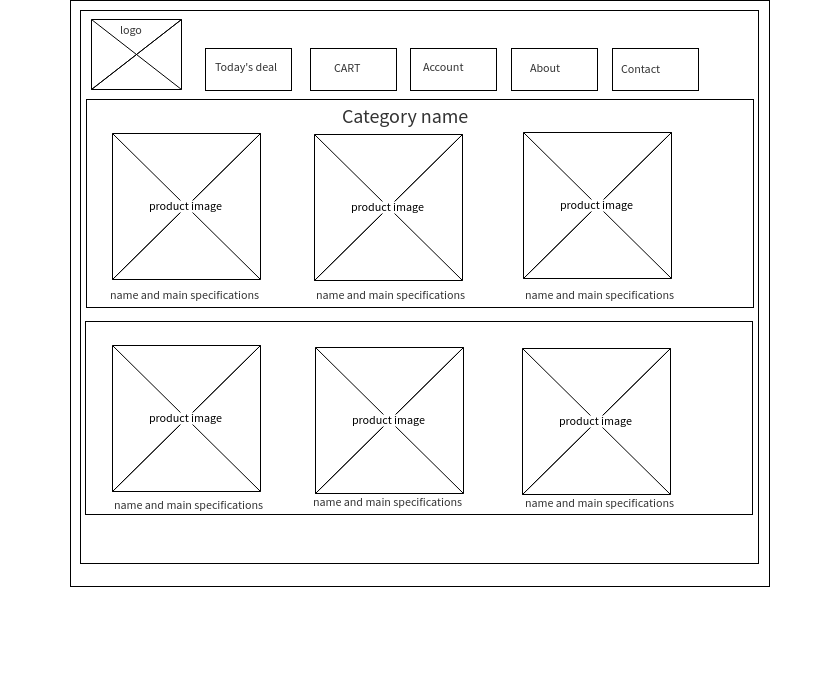 logo
Today's deal
CART
Account
About
Contact
Category name
product image
product image
product image
name and main specifications
name and main specifications
name and main specifications
product image
product image
product image
name and main specifications
name and main specifications
name and main specifications